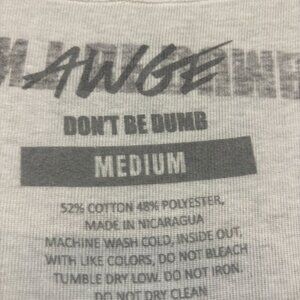 AWGE
DON'T BE DUMB
MEDIUM
52% COTTON 48% POLYESTER,
MADE IN NICARAGUA
MACHINE WASH COLD, INSIDE OUT,
WITH LIKE COLORS, DO NOT BLEACH
TUMBLE DRY LOW. DO NOT IRON.
DO NOT DRY CLEAN